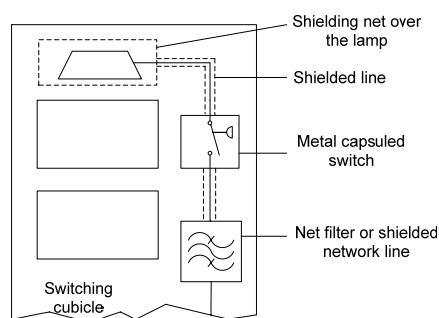 Shielding net over
the lamp
Shielded line
Metal capsuled
switch
Net filter or shielded
network line
Switching
cubicle